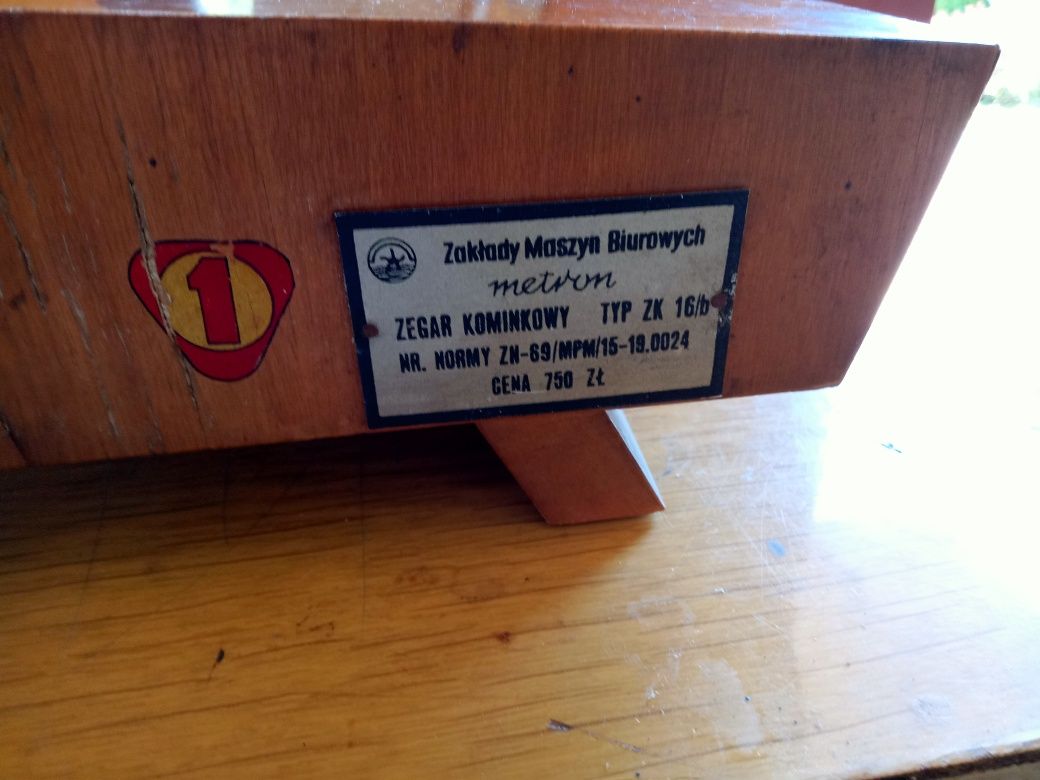 1
Zakłady Maszyn Biurowych
metron
ZEGAR KOMINKOWY TYP ZK 16/b
NR. NORMY ZN-69/MPM/15-19.0024
CENA 750 ZŁ